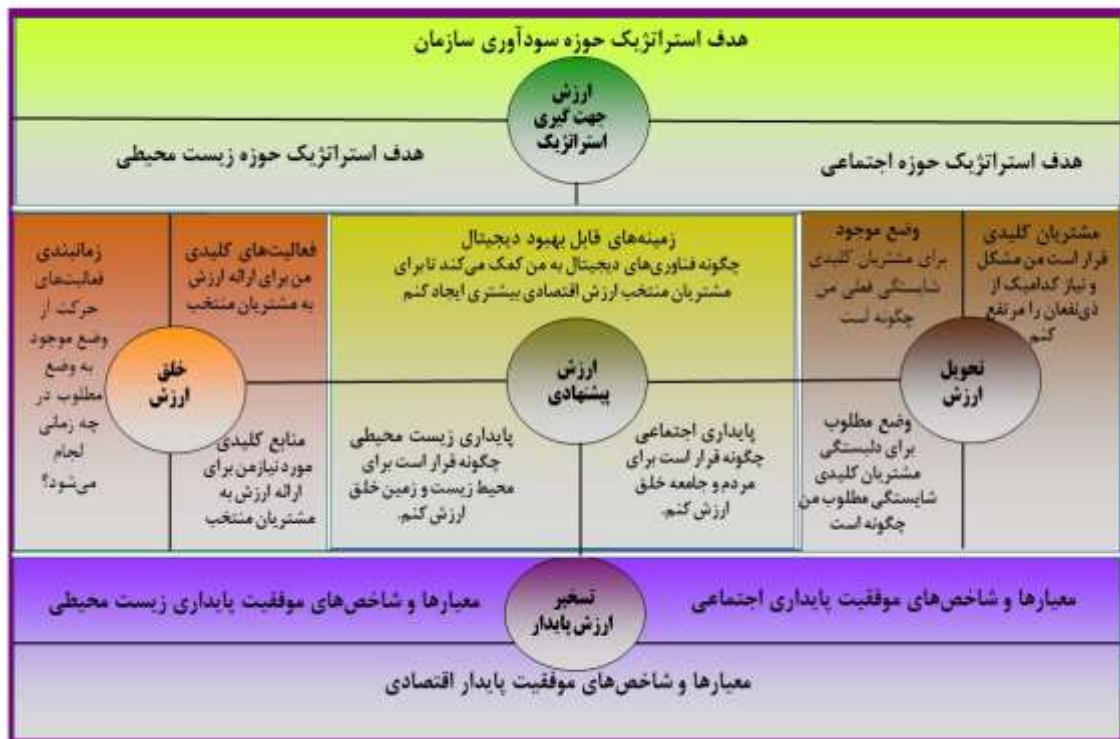 هدف استراتژیک حوزه سودآوری سازمان
ارزش
جهت گیری
استراتژیک
هدف استراتژیک حوزه اجتماعی
هدف استراتژیک حوزه زیست محیطی
مشتریان کلیدی
قرار است من مشکل
و نیاز کدامیک از
ذی‌نفعان را مرتفع
کنم
وضع موجود
برای مشتریان کلیدی
شایستگی فعلی من
چگونه است
تحویل
ارزش
وضع مطلوب
برای دلبستگی
مشتریان کلیدی
شایستگی مطلوب من
چگونه است
زمینه‌های قابل بهبود دیجیتال
چگونه فناوری‌های دیجیتال به من کمک می‌کند تا برای
مشتریان منتخب ارزش اقتصادی بیشتری ایجاد کنم
ارزش
پیشنهادی
پایداری اجتماعی
چگونه قرار است برای
مردم و جامعه خلق
ارزش کنم.
پایداری زیست محیطی
چگونه قرار است برای
محیط زیست و زمین خلق
ارزش کنم.
فعالیت‌های کلیدی
من برای ارائه ارزش
به مشتریان منتخب
خلق
ارزش
منابع کلیدی
مورد نیازمن برای
ارائه ارزش به
مشتریان منتخب
زمانبندی
فعالیت‌های
حرکت از
وضع موجود
به وضع
مطلوب در
چه زمانی
انجام
می‌شود؟
معیارها و شاخص‌های موفقیت پایداری اجتماعی
تسخیر
ارزش پایدار
معیارها و شاخص‌های موفقیت پایداری زیست محیطی
معیارها و شاخص‌های موفقیت پایدار اقتصادی